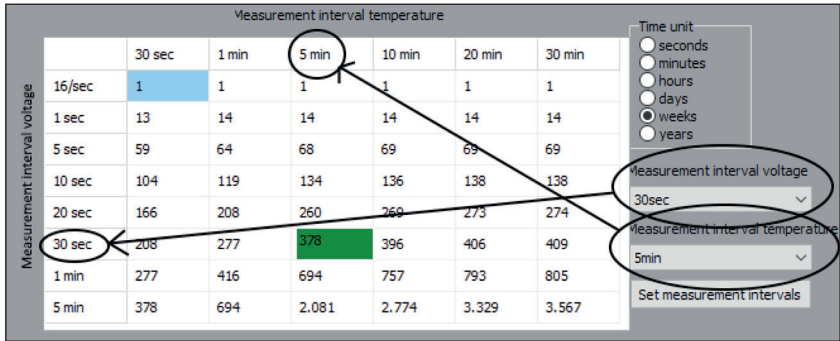 Measurement interval temperature
Measurement interval voltage
30 sec 1 min 5 min 10 min 20 min 30 min
16/sec 1 1 1 1 1 1
1 sec 13 14 14 14 14 14
5 sec 59 64 68 69 69 69
10 sec 104 119 134 136 138 138
20 sec 166 208 260 269 273 274
30 sec 208 277 378 396 406 409
1 min 277 416 694 757 793 805
5 min 378 694 2.081 2.774 3.329 3.567
Time unit
seconds
minutes
hours
days
weeks
years
Measurement interval voltage
30sec
Measurement interval temperature
5min
Set measurement intervals